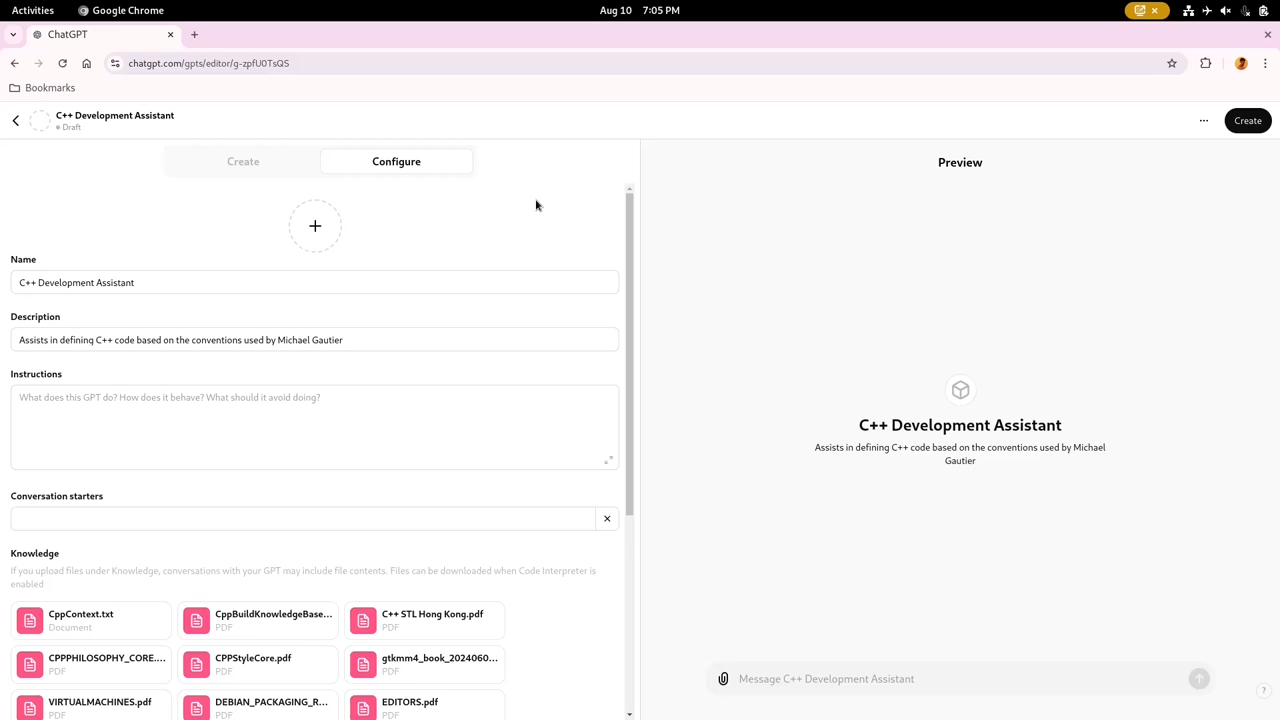 Activities
Google Chrome
Aug 10 7:05 PM
ChatGPT
chatgpt.com/gpts/editor/g-zpfU0TsQS
Bookmarks
C++ Development Assistant
Draft
Create
Create
Configure
Preview
Name
C++ Development Assistant
Description
Assists in defining C++ code based on the conventions used by Michael Gautier
Instructions
What does this GPT do? How does it behave? What should it avoid doing?
Conversation starters
Knowledge
If you upload files under Knowledge, conversations with your GPT may include file contents. Files can be downloaded when Code Interpreter is
enabled
CppContext.txt
Document
CppBuildKnowledgeBase...
PDF
C++ STL Hong Kong.pdf
PDF
CPPPHILOSOPHY_CORE....
PDF
CPPStyleCore.pdf
PDF
gtkmm4_book_2024060...
PDF
VIRTUALMACHINES.pdf
PDF
DEBIAN_PACKAGING_R...
PDF
EDITORS.pdf
PDF
C++ Development Assistant
Assists in defining C++ code based on the conventions used by Michael
Gautier
Message C++ Development Assistant
?